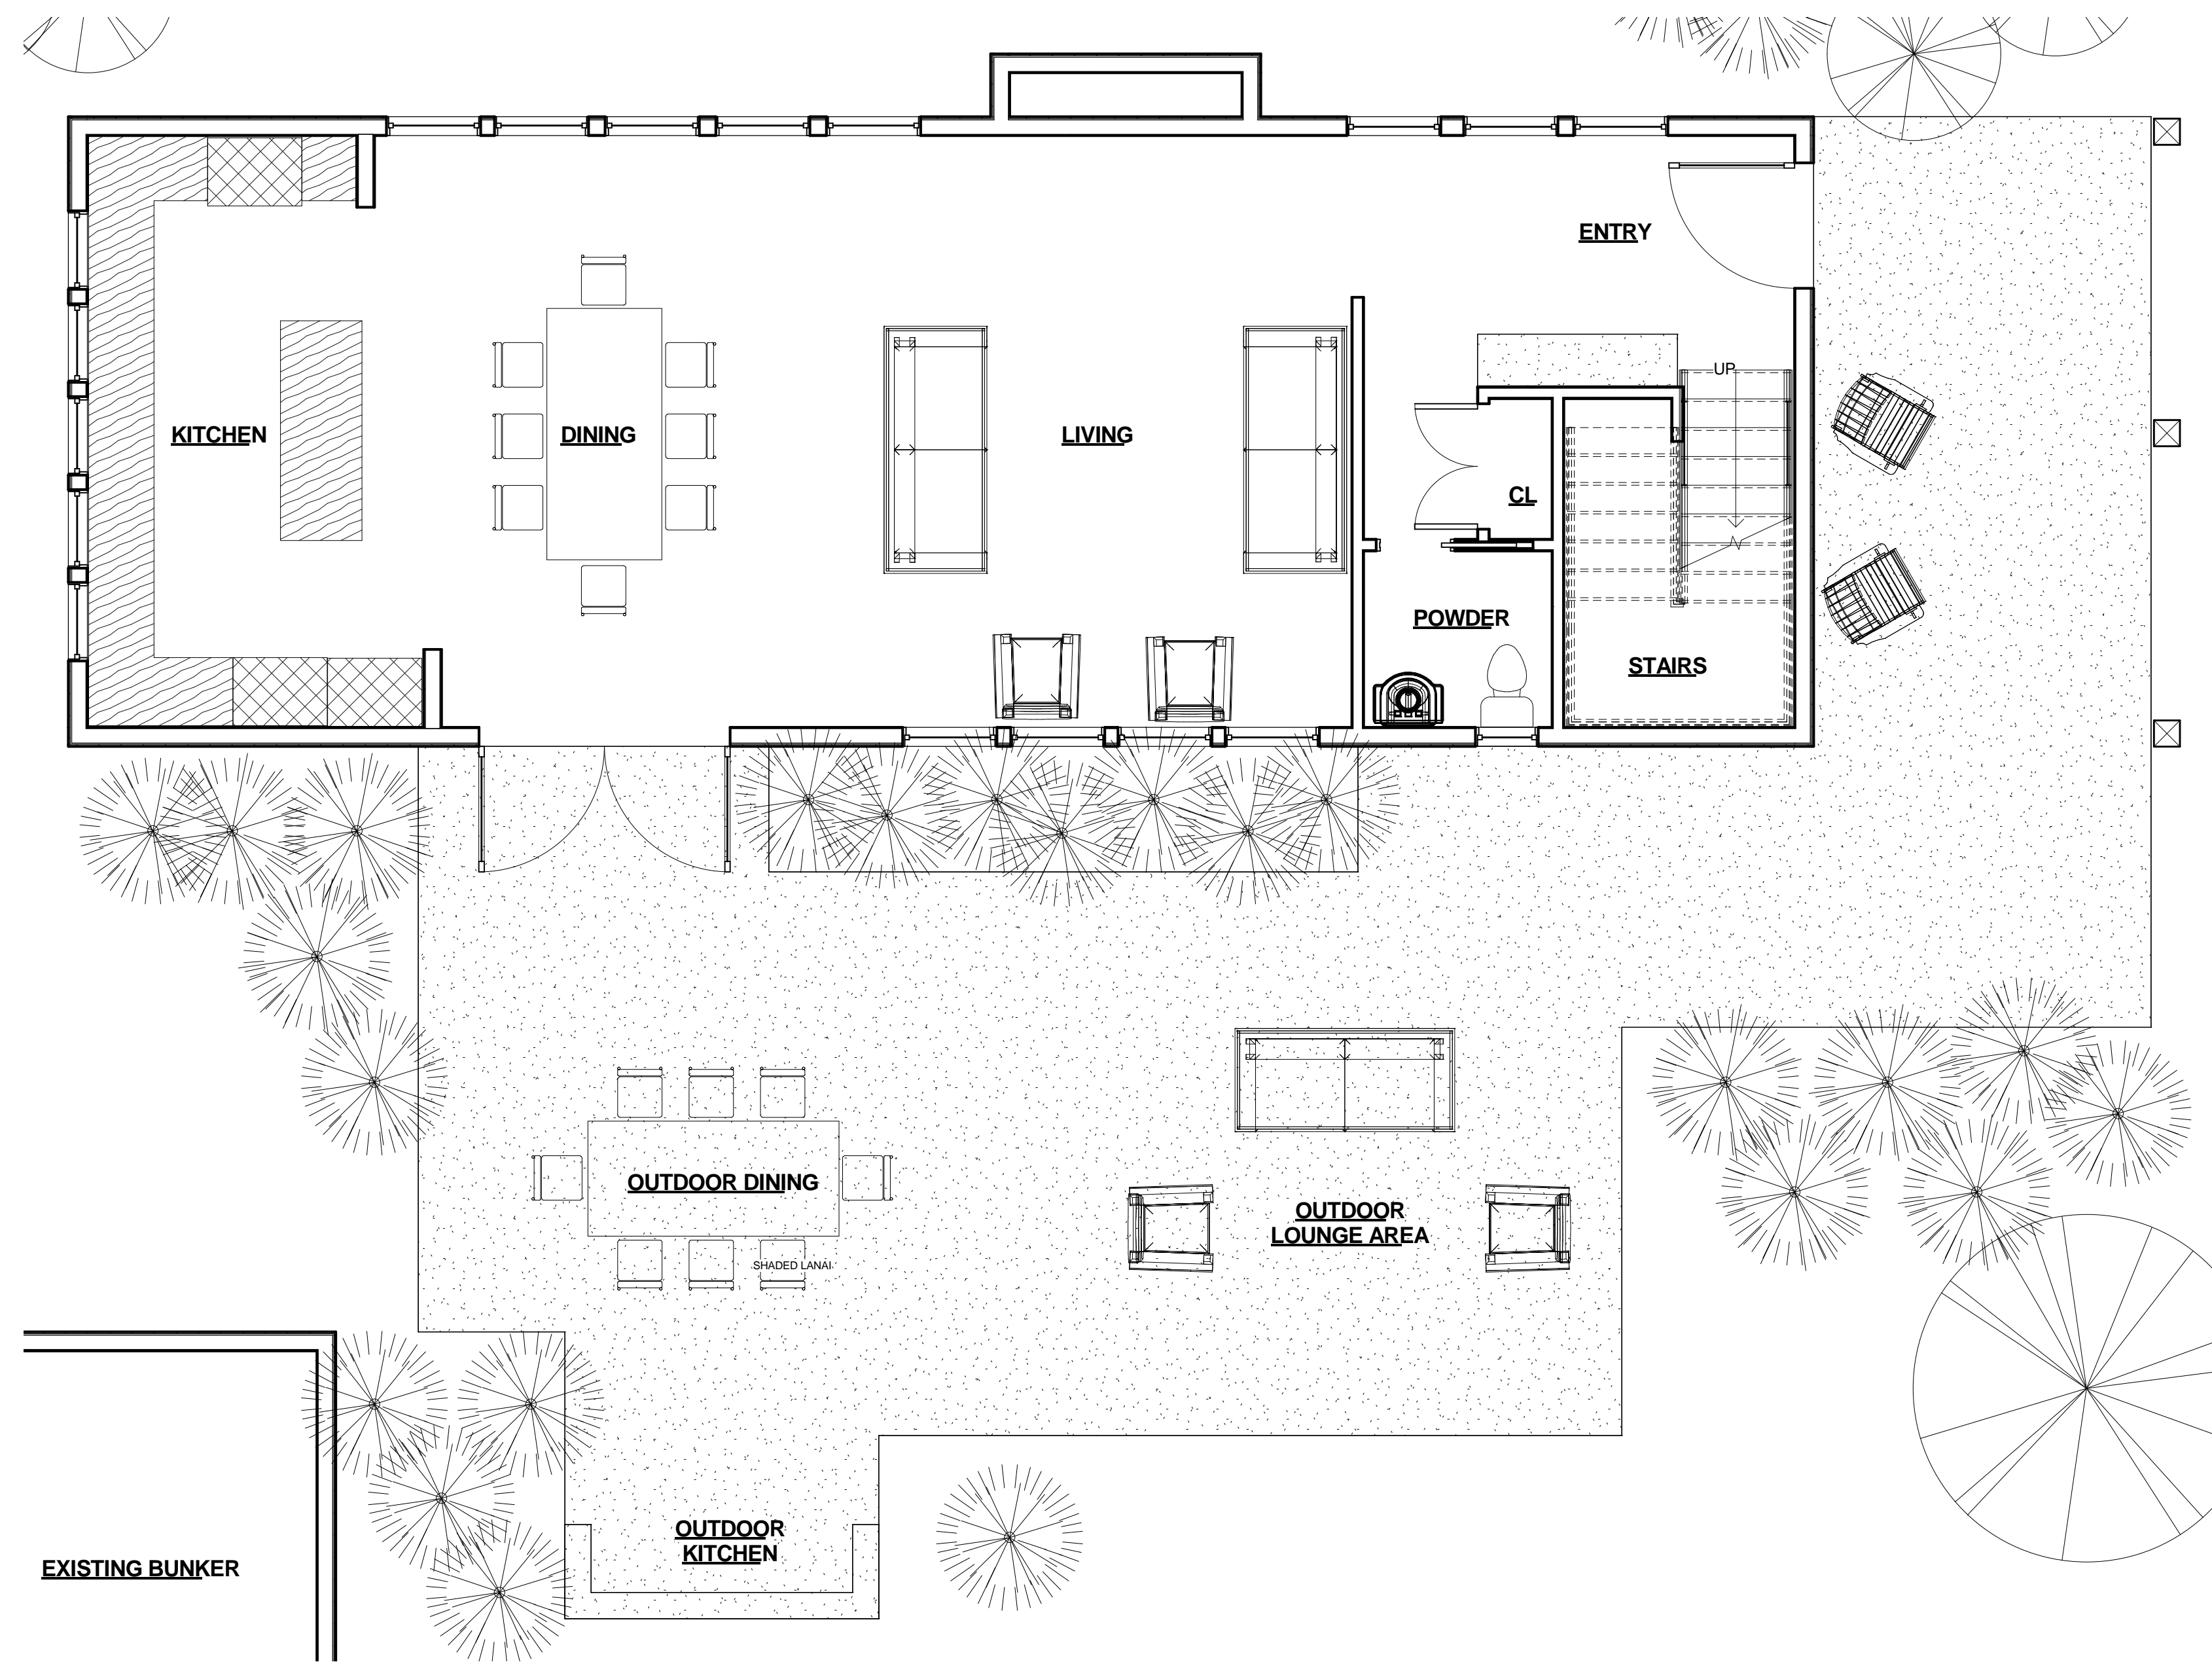 ENTRY
UP
KITCHEN
DINING
LIVING
CL
POWDER
STAIRS
OUTDOOR DINING
OUTDOOR
LOUNGE AREA
SHADED LANAI
OUTDOOR
KITCHEN
EXISTING BUNKER